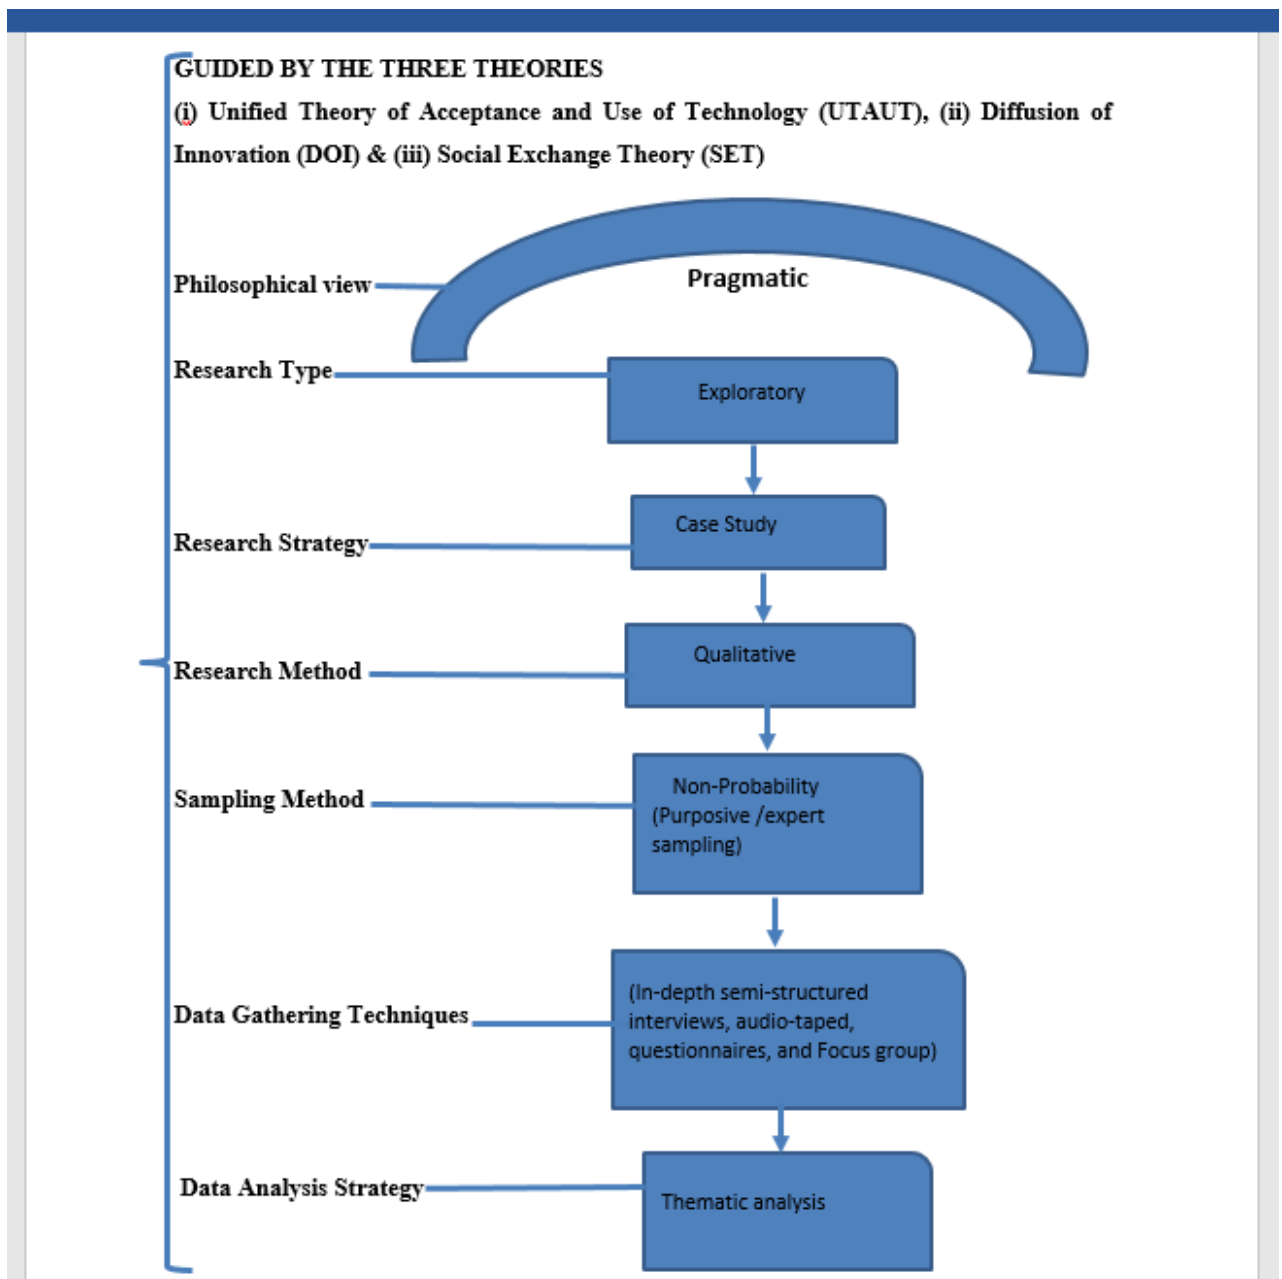 GUIDED BY THE THREE THEORIES
(i) Unified Theory of Acceptance and Use of Technology (UTAUT), (ii) Diffusion of
Innovation (DOI) & (iii) Social Exchange Theory (SET)
Philosophical view
Pragmatic
Research Type
Exploratory
Research Strategy
Case Study
Research Method
Qualitative
Sampling Method
Non-Probability
(Purposive /expert
sampling)
Data Gathering Techniques
(In-depth semi-structured
interviews, audio-taped,
questionnaires, and Focus group)
Data Analysis Strategy
Thematic analysis